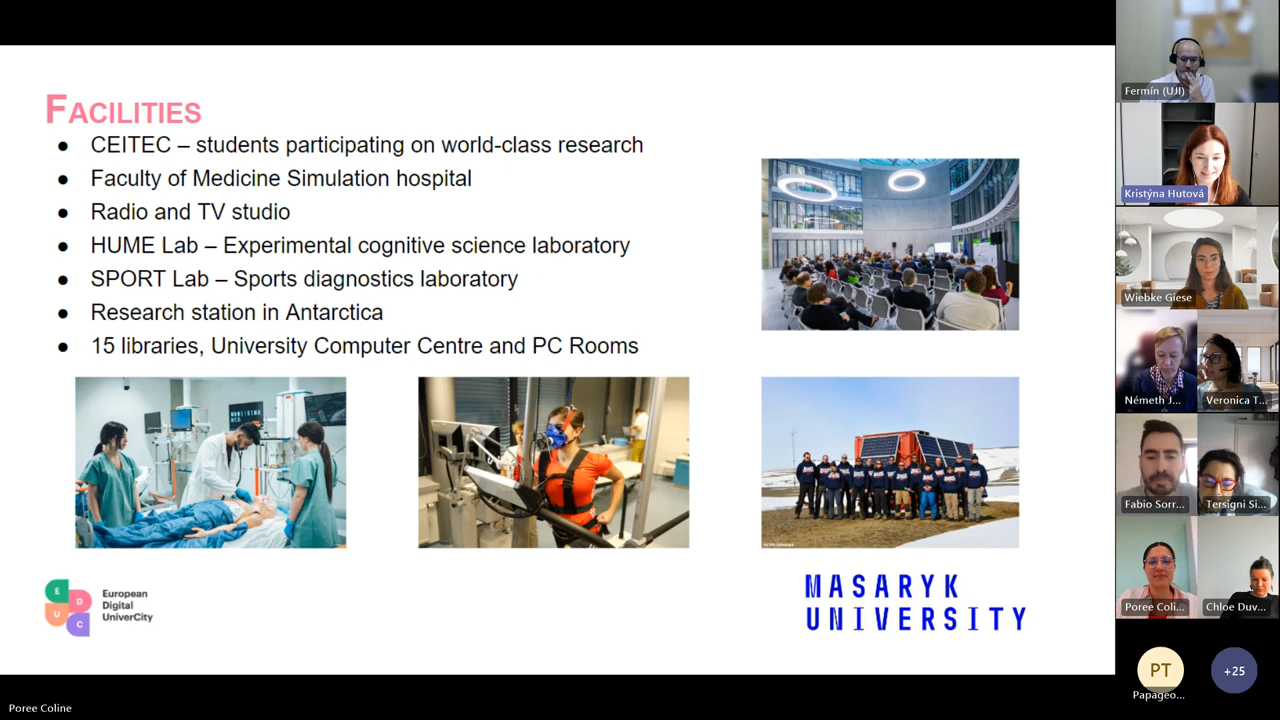 FACILITIES
● CEITEC – students participating on world-class research
● Faculty of Medicine Simulation hospital
● Radio and TV studio
● HUME Lab – Experimental cognitive science laboratory
● SPORT Lab – Sports diagnostics laboratory
● Research station in Antarctica
● 15 libraries, University Computer Centre and PC Rooms
E
D
U
C
European
Digital
UniverCity
MASARYK
UNIVERSITY
Poree Coline
Fermín (UJI)
Kristýna Hutová
Wiebke Giese
Németh J...
Veronica T...
Fabio Sorr...
Tersigni Si...
Poree Coli...
Chloe Duv...
PT
+25
Papageo...